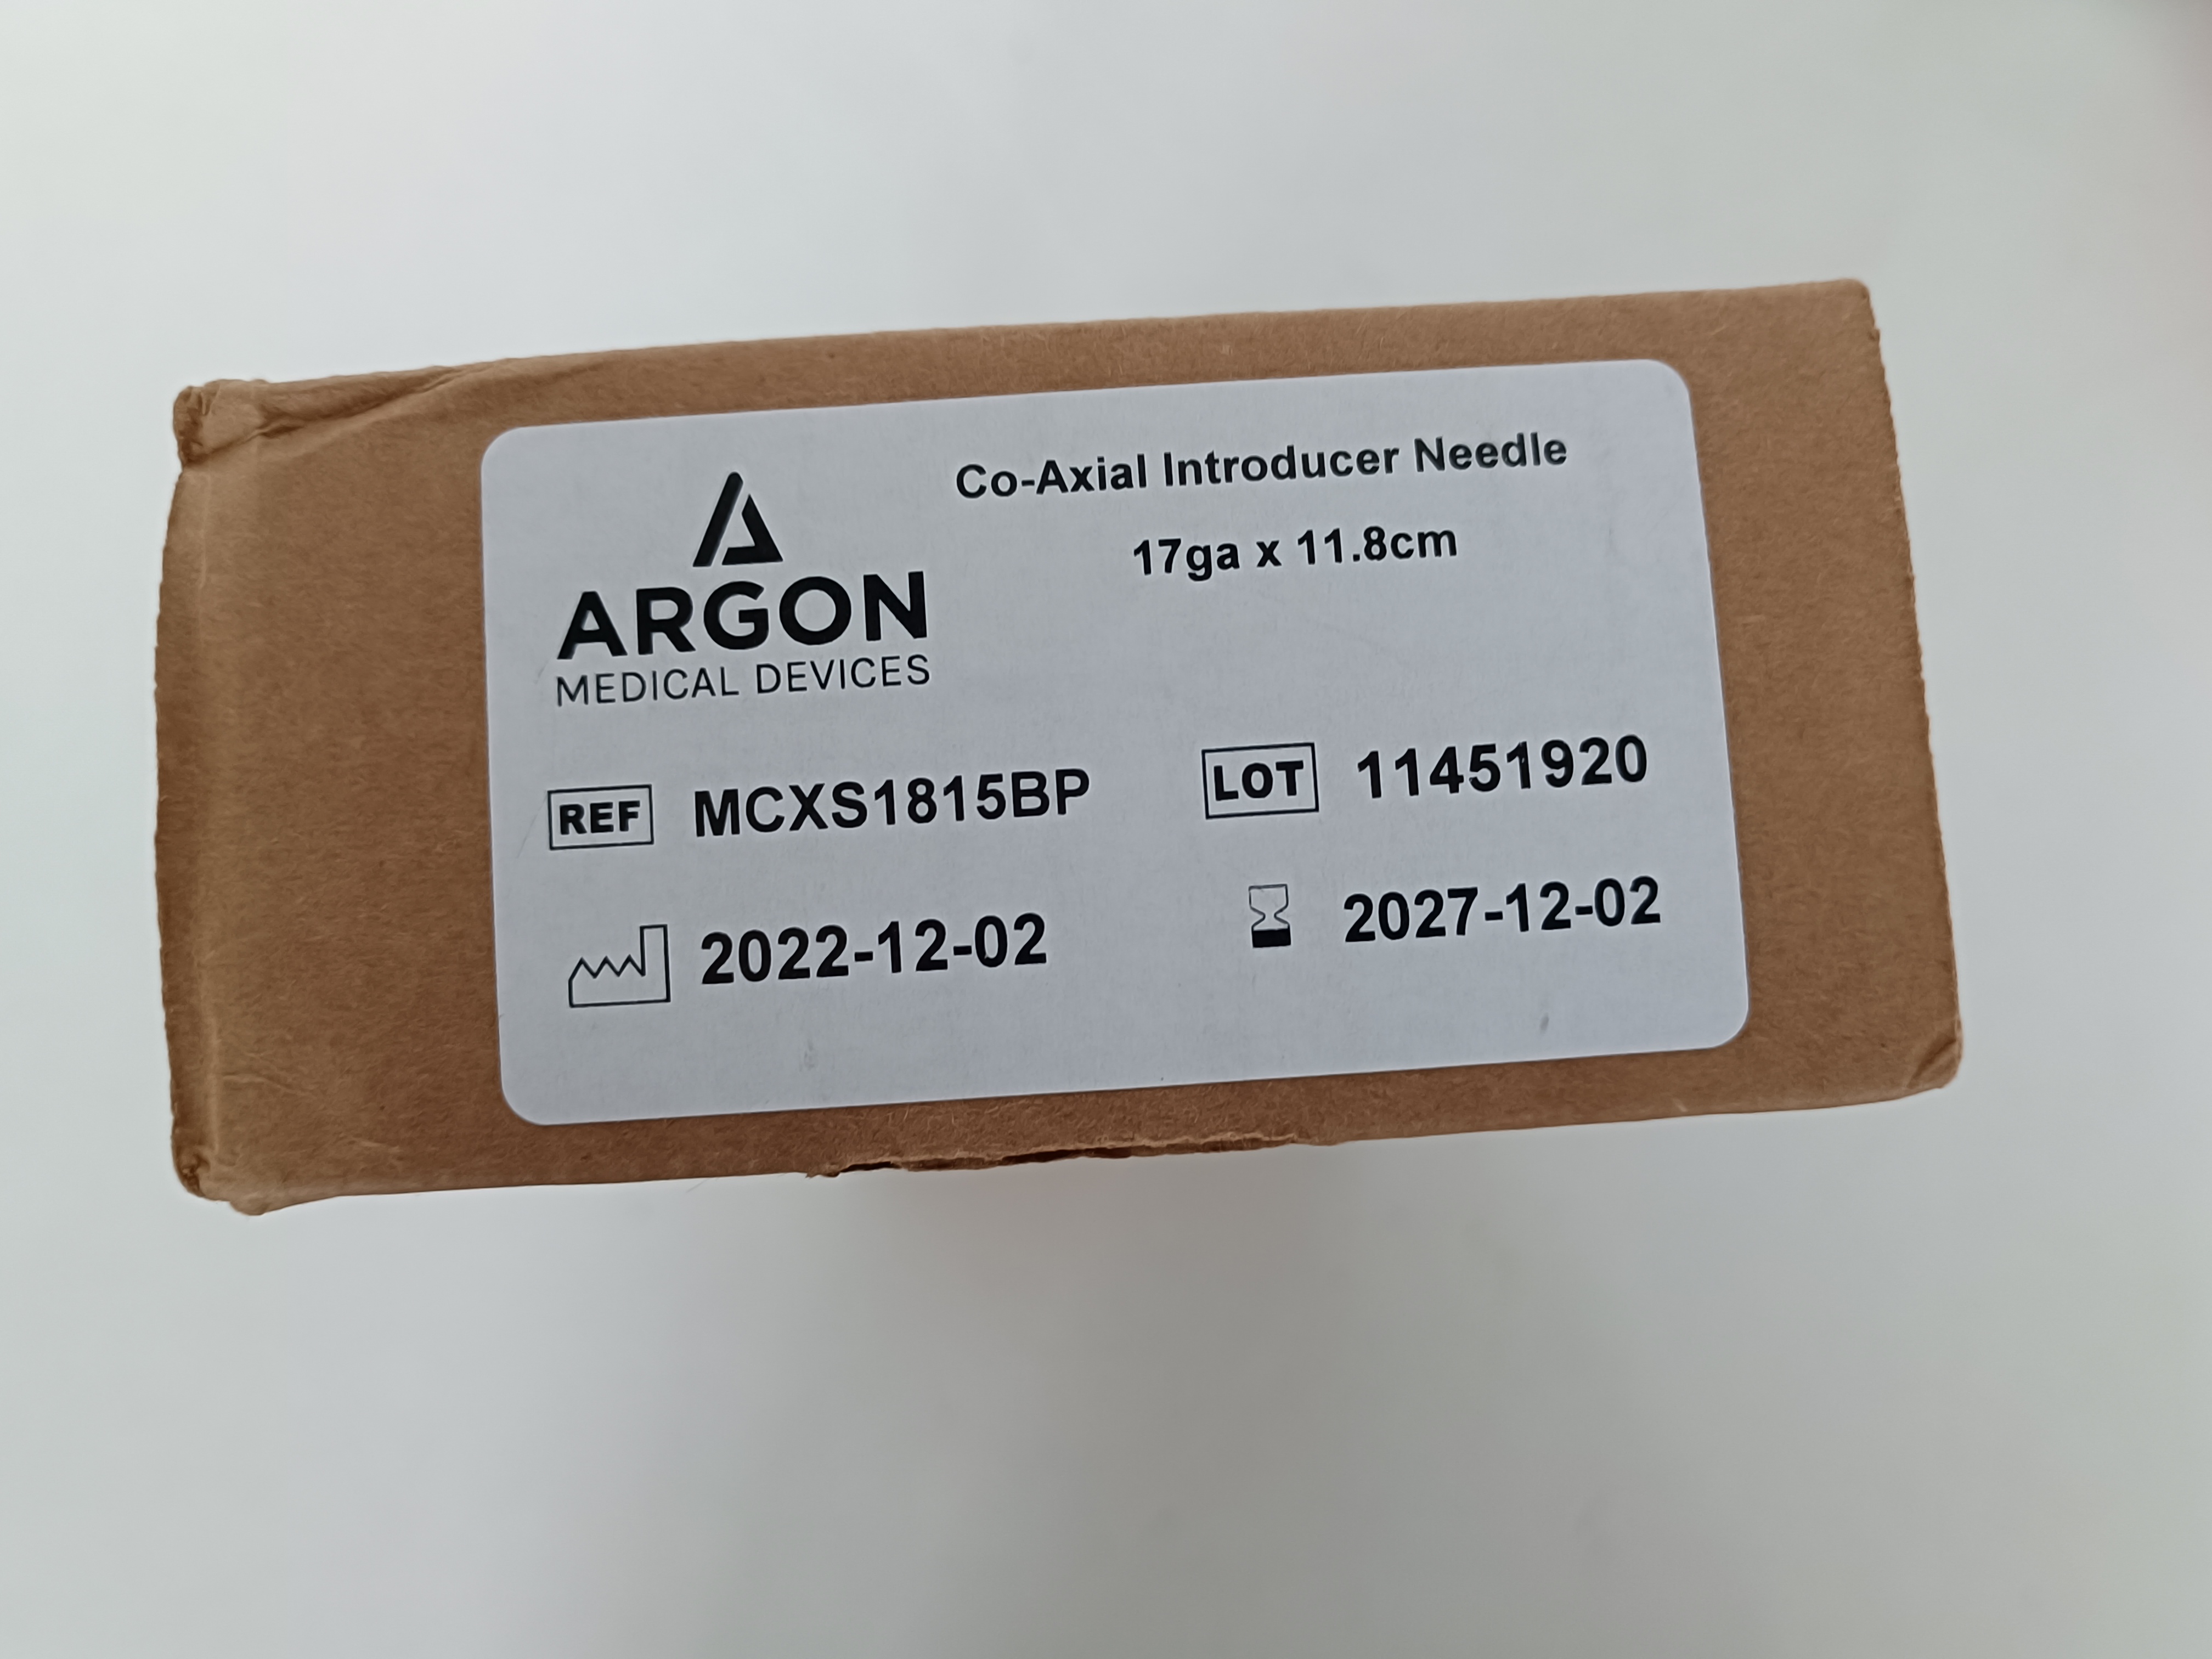 Co-Axial Introducer Needle
17ga x 11.8cm
ARGON
MEDICAL DEVICES
REF MCXS1815BP
LOT 11451920
2022-12-02
2027-12-02